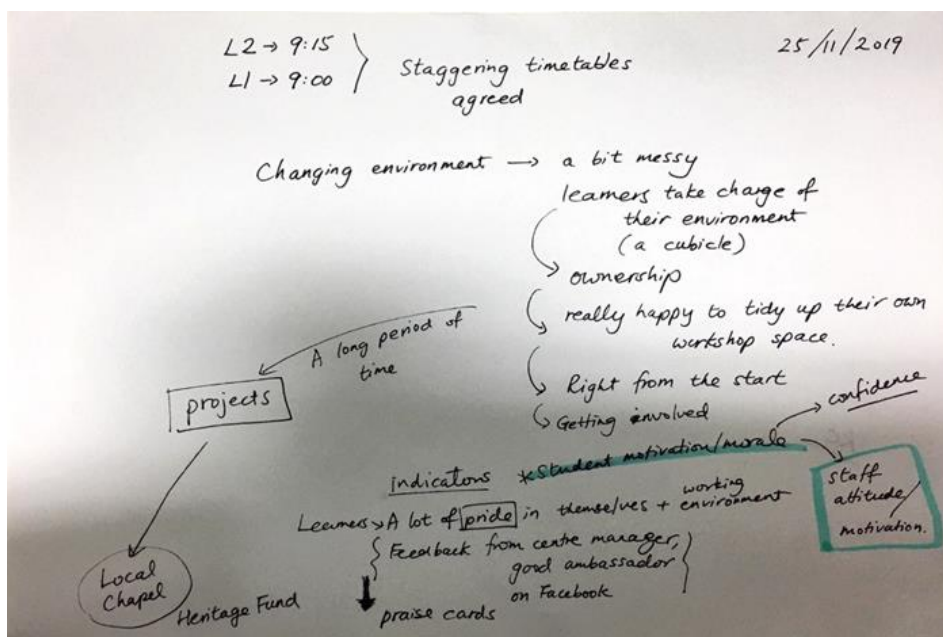 25/11/2019
L2 → 9:15
L1 → 9:00
Staggering timetables
agreed
Changing environment → a bit messy
learners take charge of
their environment
(a cubicle)
ownership
really happy to tidy up their own
workshop space.
Right from the start
Getting involved
A long period of
time
projects
Local
Chapel
Heritage Fund
confidence
*Student motivation/morale
staff
attitude/
motivation.
indicators
Learners → A lot of pride in themselves + working
environment
Feedback from centre manager,
good ambassador
on Facebook
praise cards